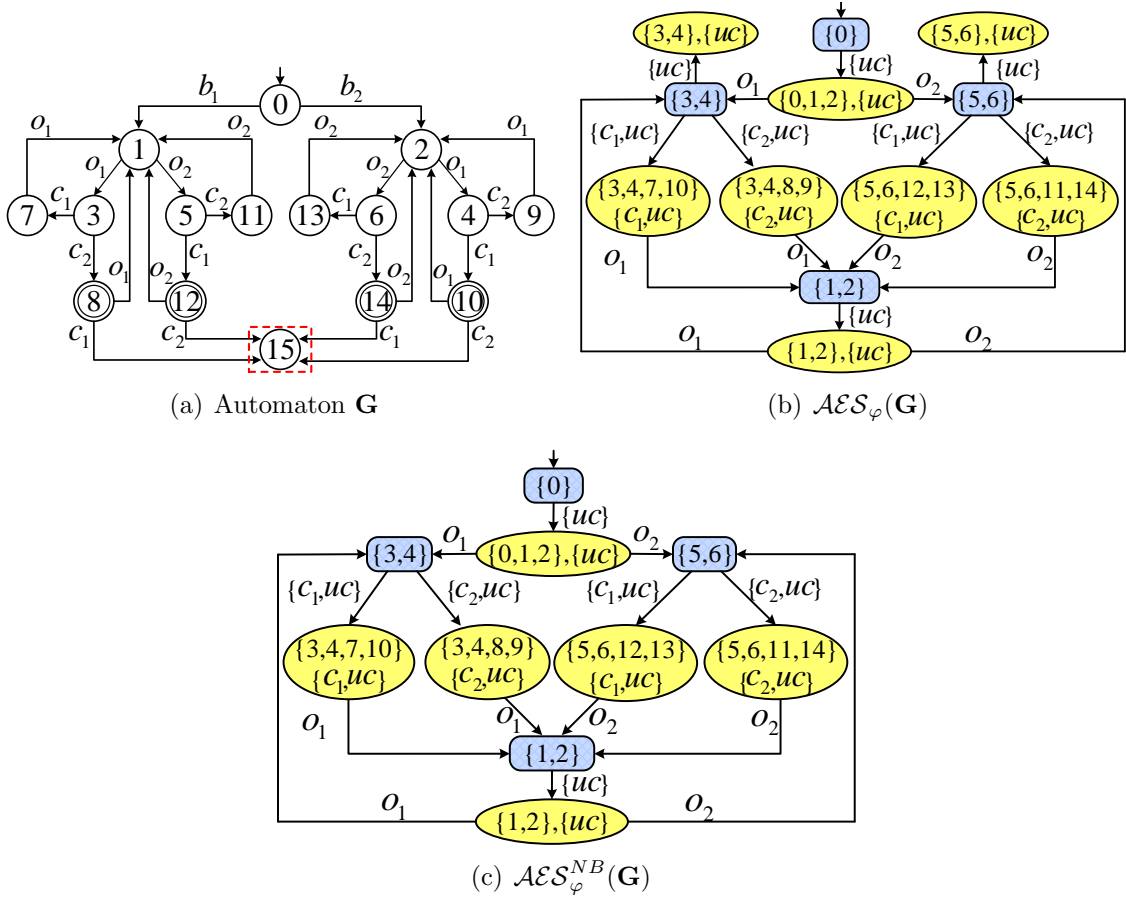 {3,4},{uc}
{0}
{5,6},{uc}
{uc}
{uc}
{uc}
b₁
0
b₂
{3,4}
o₁
{0,1,2},{uc}
o₂
{5,6}
o₁
1
o₂
o₂
2
o₁
{c₁,uc}
{c₂,uc}
{c₁,uc}
{c₂,uc}
o₁
o₂
o₂
o₁
7
c₁
3
5
c₂
11
13
c₁
6
4
c₂
9
{3,4,7,10}
{c₁,uc}
{3,4,8,9}
{c₂,uc}
{5,6,12,13}
{c₁,uc}
{5,6,11,14}
{c₂,uc}
c₂
o₁
o₂
c₁
c₂
o₂
o₁
c₁
o₁
o₁
o₂
o₂
8
12
14
10
{1,2}
{uc}
c₁
c₂
15
c₁
c₂
o₁
{1,2},{uc}
o₂
(a) Automaton G
(b) AESφ(G)
{0}
{uc}
{3,4}
o₁
{0,1,2},{uc}
o₂
{5,6}
{c₁,uc}
{c₂,uc}
{c₁,uc}
{c₂,uc}
{3,4,7,10}
{c₁,uc}
{3,4,8,9}
{c₂,uc}
{5,6,12,13}
{c₁,uc}
{5,6,11,14}
{c₂,uc}
o₁
o₁
o₂
o₂
{1,2}
{uc}
o₁
{1,2},{uc}
o₂
(c) AESφ^NB(G)